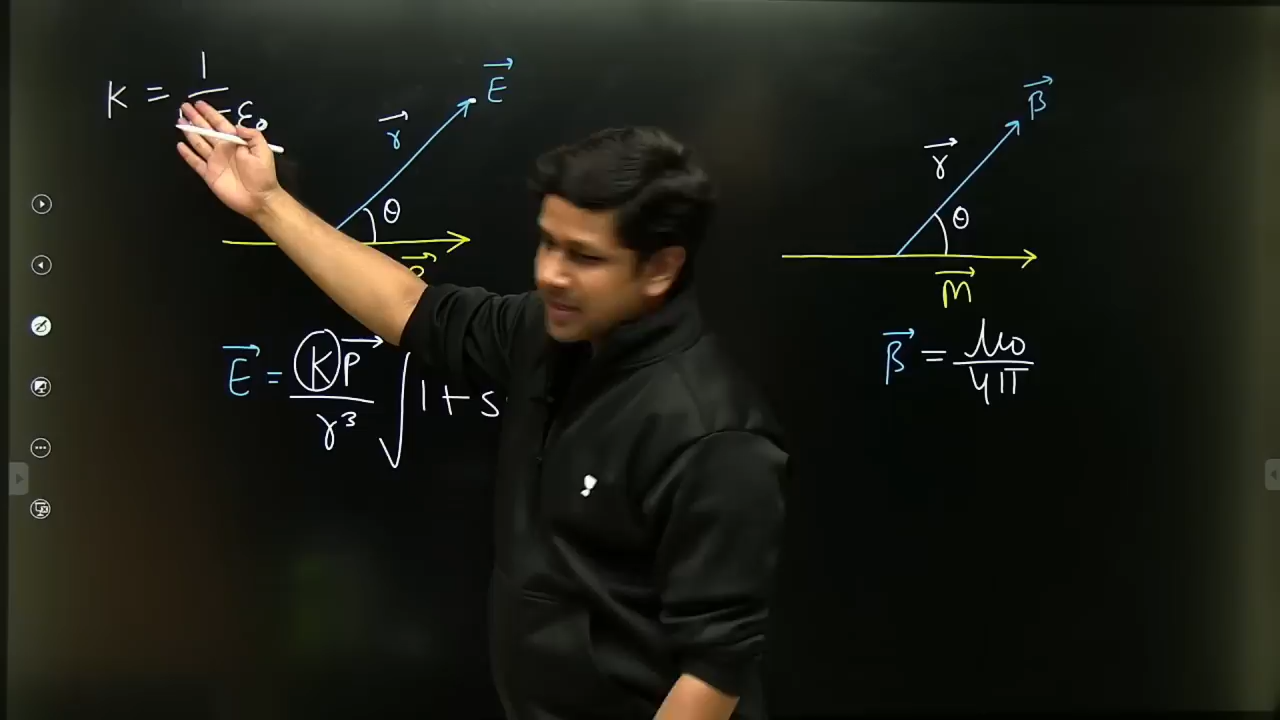 K = 1
ε₀
E⃗
r⃗
θ
E⃗ = K P⃗ / r³ √ 1 + s
B⃗
r⃗
θ
M⃗
B⃗ = μ₀ / 4π